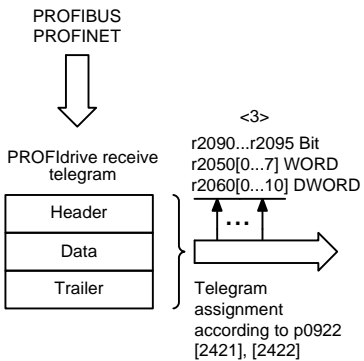 PROFIBUS
PROFINET
<3>
r2090...r2095 Bit
r2050[0...7] WORD
r2060[0...10] DWORD
PROFIdrive receive
telegram
Header
Data
Trailer
...
Telegram
assignment
according to p0922
[2421], [2422]